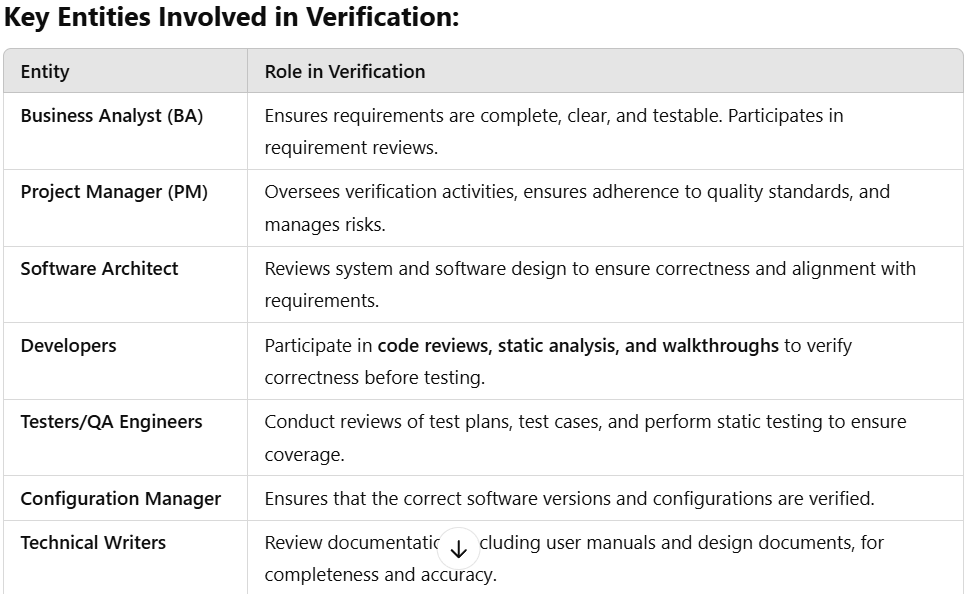 Key Entities Involved in Verification:
Entity Role in Verification
Business Analyst (BA) Ensures requirements are complete, clear, and testable. Participates in
requirement reviews.
Project Manager (PM) Oversees verification activities, ensures adherence to quality standards, and
manages risks.
Software Architect Reviews system and software design to ensure correctness and alignment with
requirements.
Developers Participate in code reviews, static analysis, and walkthroughs to verify
correctness before testing.
Testers/QA Engineers Conduct reviews of test plans, test cases, and perform static testing to ensure
coverage.
Configuration Manager Ensures that the correct software versions and configurations are verified.
Technical Writers Review user manuals and design documents, for
completeness and accuracy.